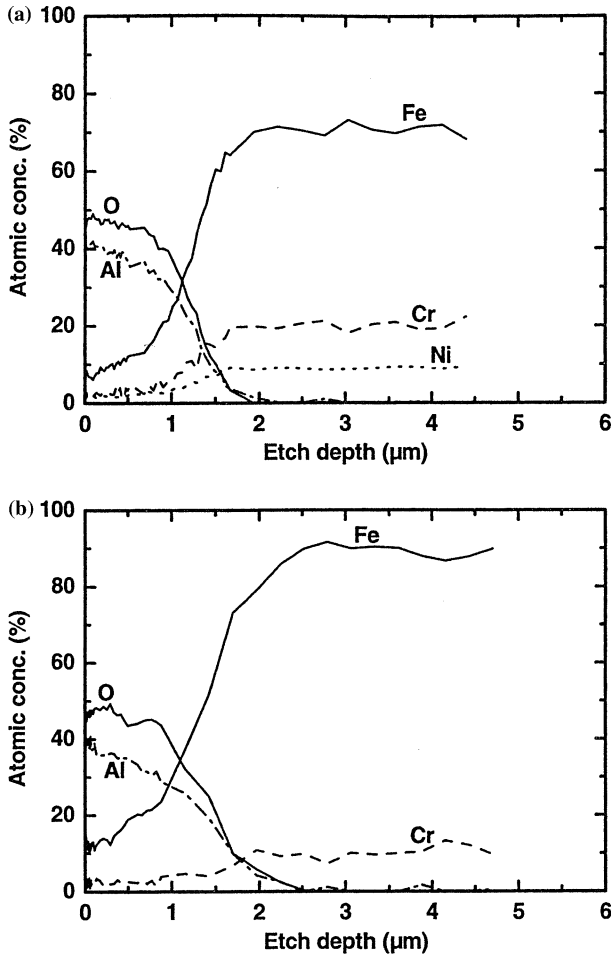 (a)
100
80
60
40
20
0
Atomic conc. (%)
Fe
O
Al
Cr
Ni
0 1 2 3 4 5 6
Etch depth (µm)
(b)
100
80
60
40
20
0
Atomic conc. (%)
Fe
O
Al
Cr
0 1 2 3 4 5 6
Etch depth (µm)